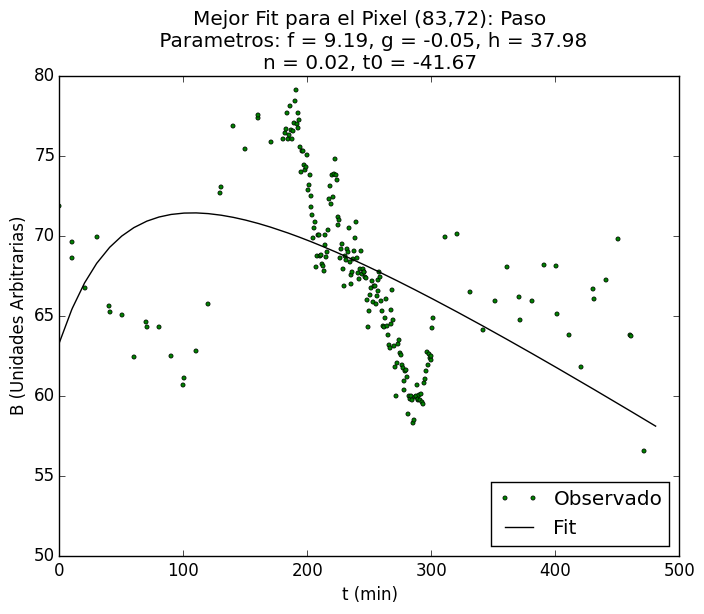 Mejor Fit para el Pixel (83,72): Paso
Parametros: f = 9.19, g = -0.05, h = 37.98
n = 0.02, t0 = -41.67
80
75
70
65
60
55
50
B (Unidades Arbitrarias)
Observado
Fit
0 100 200 300 400 500
t (min)